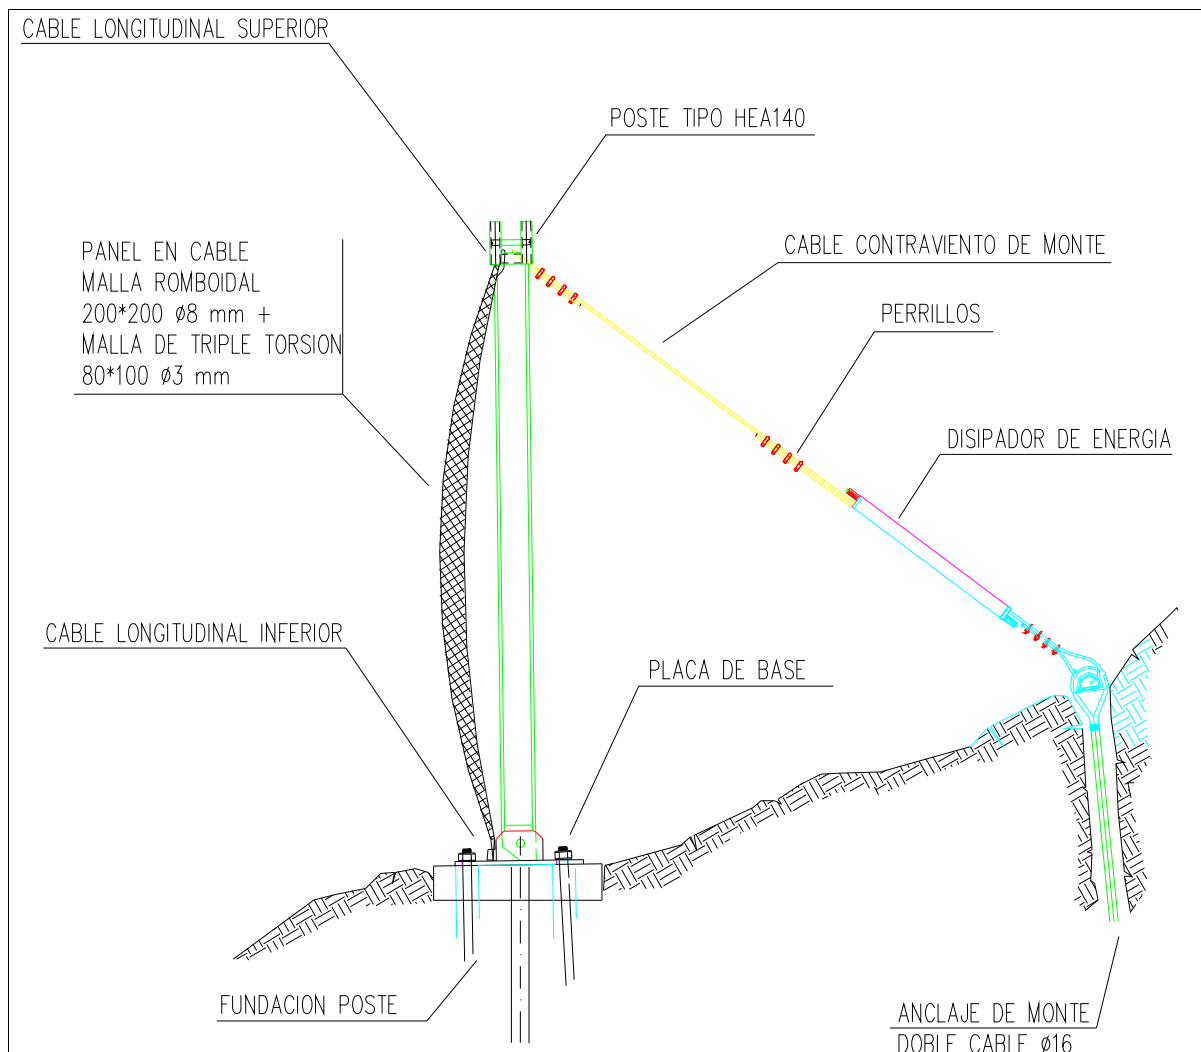 CABLE LONGITUDINAL SUPERIOR
POSTE TIPO HEA140
PANEL EN CABLE
MALLA ROMBOIDAL
200*200 ø8 mm +
MALLA DE TRIPLE TORSION
80*100 ø3 mm
CABLE CONTRAVIENTO DE MONTE
PERRILLOS
DISIPADOR DE ENERGIA
CABLE LONGITUDINAL INFERIOR
PLACA DE BASE
FUNDACION POSTE
ANCLAJE DE MONTE
DOBLE CABLE ø16